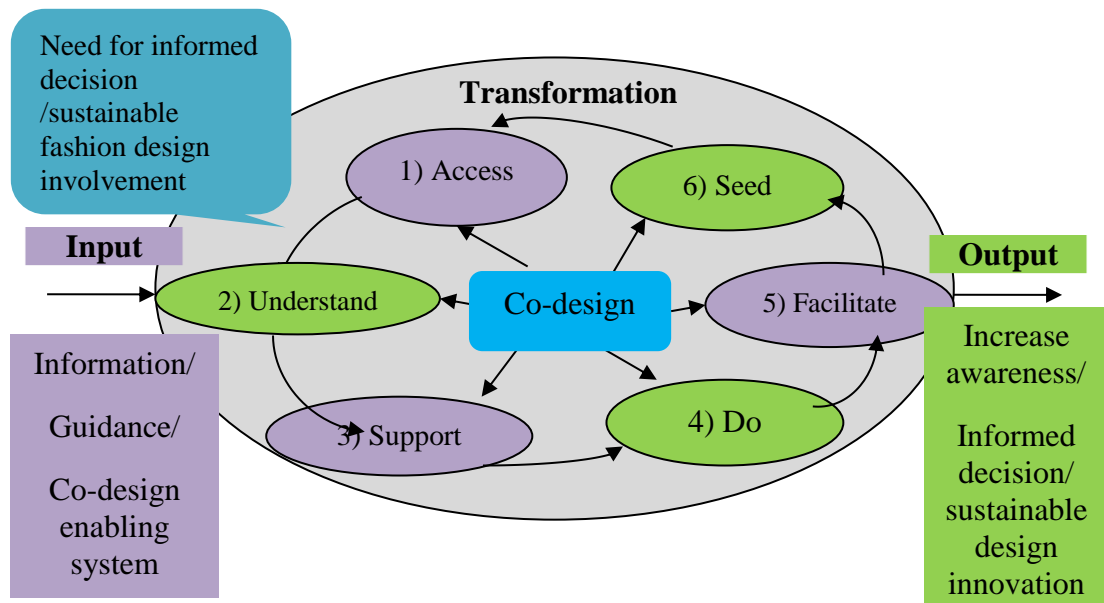 Need for informed
decision
/sustainable
fashion design
involvement
Transformation
1) Access
6) Seed
Input
Output
2) Understand
Co-design
5) Facilitate
Information/
Guidance/
Co-design
enabling
system
3) Support
4) Do
Increase
awareness/
Informed
decision/
sustainable
design
innovation